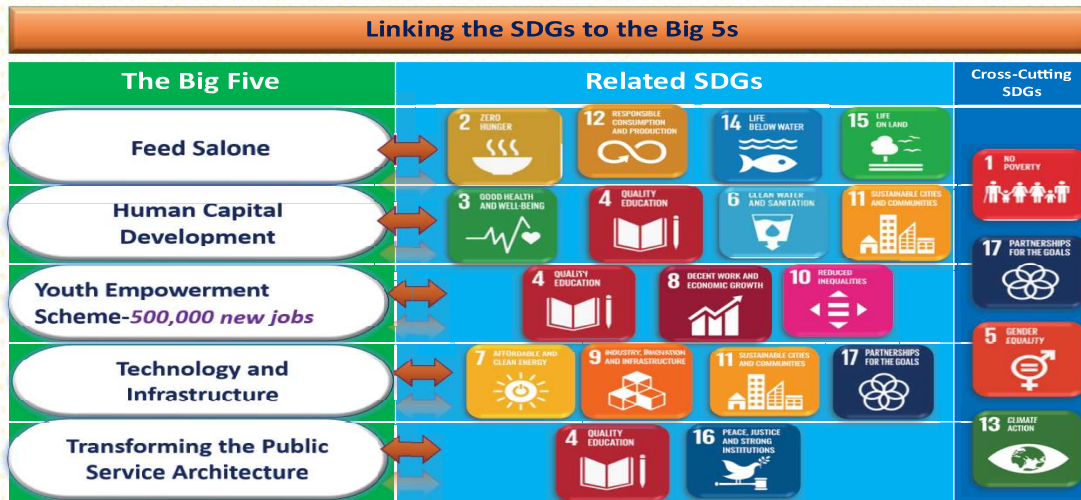 Linking the SDGs to the Big 5s
The Big Five
Related SDGs
Cross-Cutting
SDGs
Feed Salone
2 ZERO
HUNGER
12 RESPONSIBLE
CONSUMPTION
AND PRODUCTION
14 LIFE
BELOW WATER
15 LIFE
ON LAND
Human Capital
Development
3 GOOD HEALTH
AND WELL-BEING
4 QUALITY
EDUCATION
6 CLEAN WATER
AND SANITATION
11 SUSTAINABLE CITIES
AND COMMUNITIES
Youth Empowerment
Scheme-500,000 new jobs
4 QUALITY
EDUCATION
8 DECENT WORK AND
ECONOMIC GROWTH
10 REDUCED
INEQUALITIES
Technology and
Infrastructure
7 AFFORDABLE AND
CLEAN ENERGY
9 INDUSTRY, INNOVATION
AND INFRASTRUCTURE
11 SUSTAINABLE CITIES
AND COMMUNITIES
17 PARTNERSHIPS
FOR THE GOALS
Transforming the Public
Service Architecture
4 QUALITY
EDUCATION
16 PEACE, JUSTICE
AND STRONG
INSTITUTIONS
1 NO
POVERTY
17 PARTNERSHIPS
FOR THE GOALS
5 GENDER
EQUALITY
13 CLIMATE
ACTION